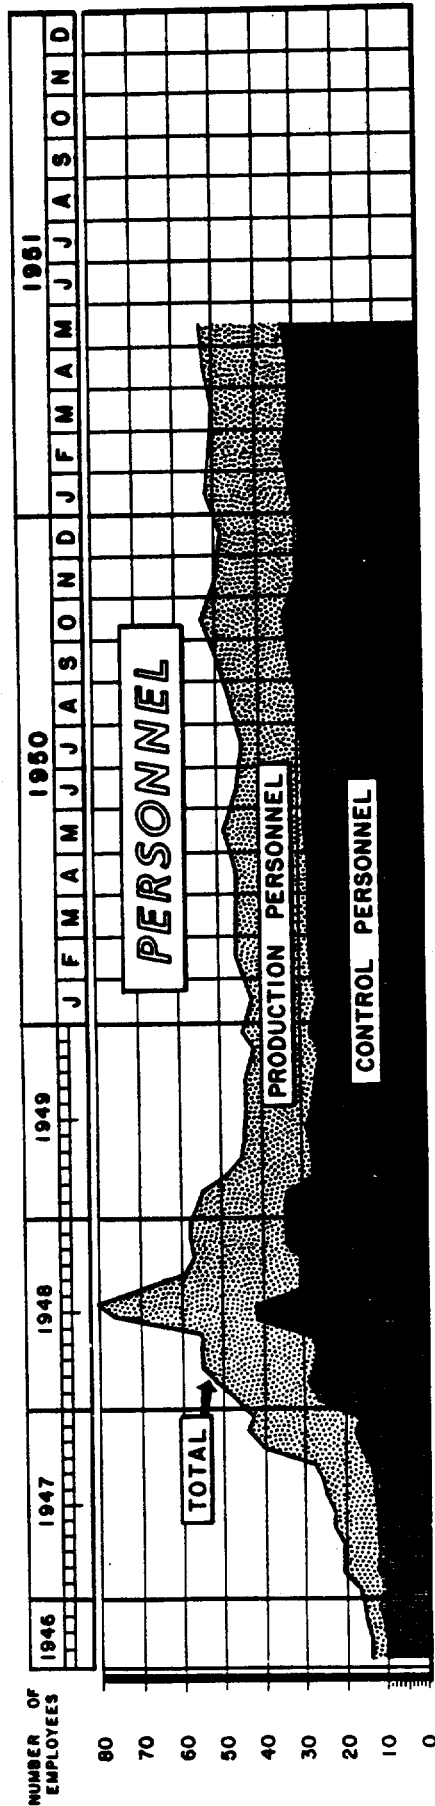 NUMBER OF
EMPLOYEES
1946 1947 1948 1949 1950 1951
J F M A M J J A S O N D J F M A M J J A S O N D
80
70
60
50
40
30
20
10
0
PERSONNEL
TOTAL
PRODUCTION PERSONNEL
CONTROL PERSONNEL